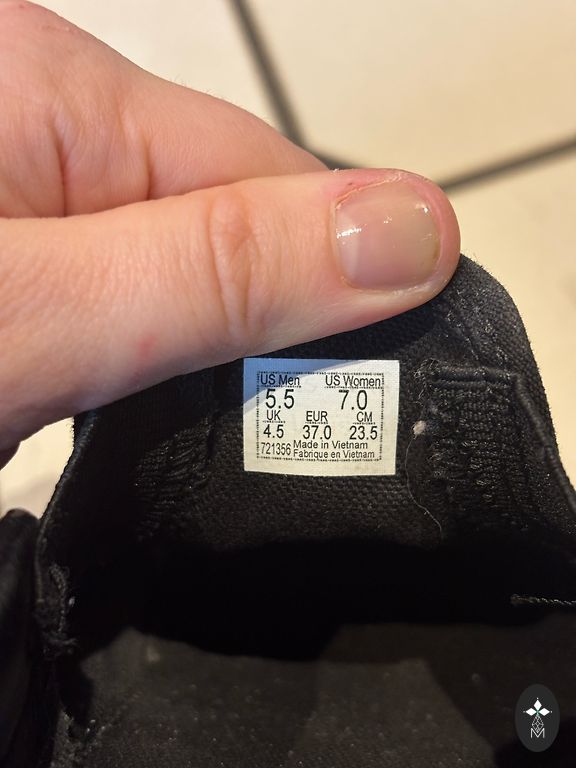 US Men US Women
5.5 7.0
UK EUR CM
4.5 37.0 23.5
721356 Made in Vietnam
Fabrique en Vietnam
M